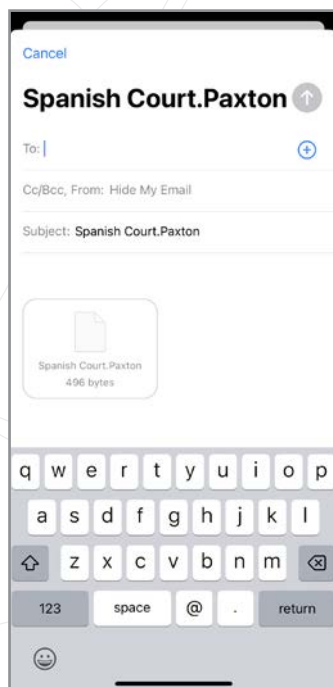 Cancel
Spanish Court.Paxton
To:
Cc/Bcc, From: Hide My Email
Subject: Spanish Court.Paxton
Spanish Court.Paxton
496 bytes
q w e r t y u i o p
a s d f g h j k l
z x c v b n m
123 space @ . return